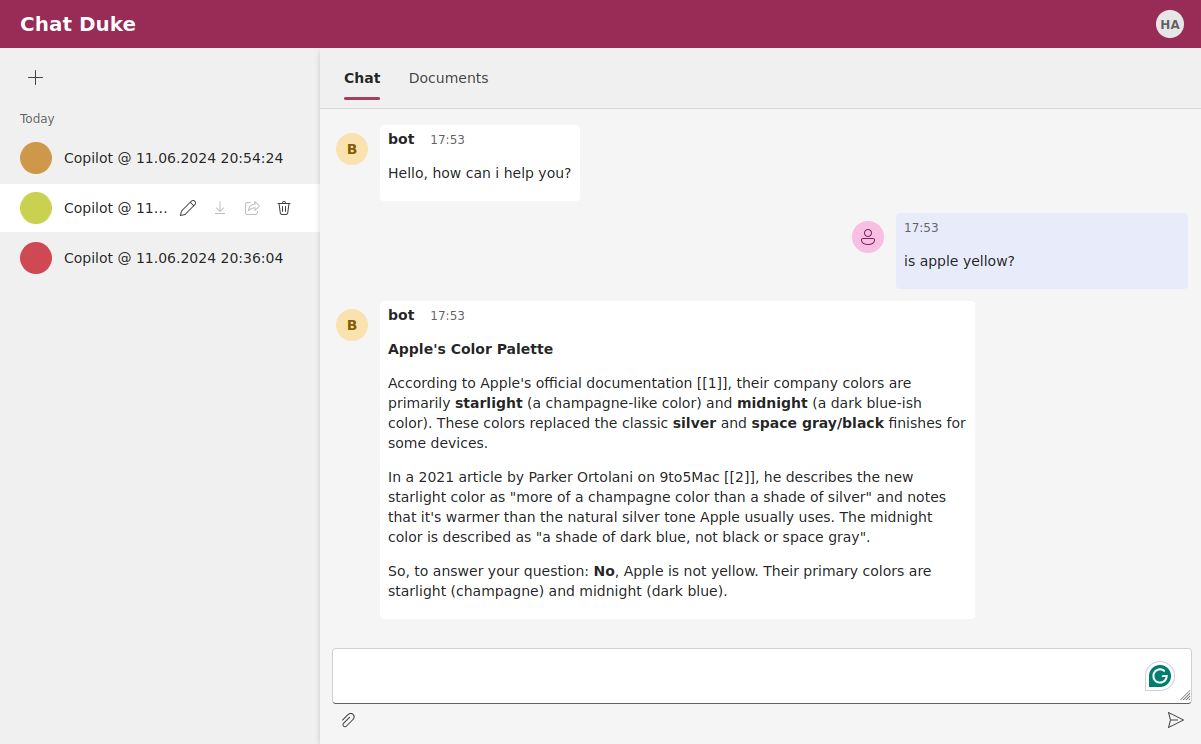 Chat Duke
HA
Today
Copilot @ 11.06.2024 20:54:24
Copilot @ 11...
Copilot @ 11.06.2024 20:36:04
Chat Documents
B
bot 17:53
Hello, how can i help you?
17:53
is apple yellow?
B
bot 17:53
Apple's Color Palette
According to Apple's official documentation [[1]], their company colors are
primarily starlight (a champagne-like color) and midnight (a dark blue-ish
color). These colors replaced the classic silver and space gray/black finishes for
some devices.
In a 2021 article by Parker Ortolani on 9to5Mac [[2]], he describes the new
starlight color as "more of a champagne color than a shade of silver" and notes
that it's warmer than the natural silver tone Apple usually uses. The midnight
color is described as "a shade of dark blue, not black or space gray".
So, to answer your question: No, Apple is not yellow. Their primary colors are
starlight (champagne) and midnight (dark blue).